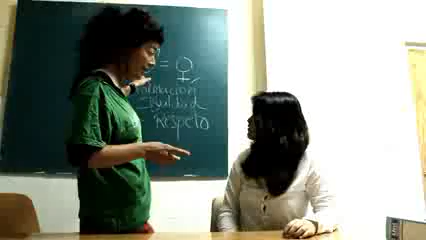 = ♀
Igualdad
Respeto